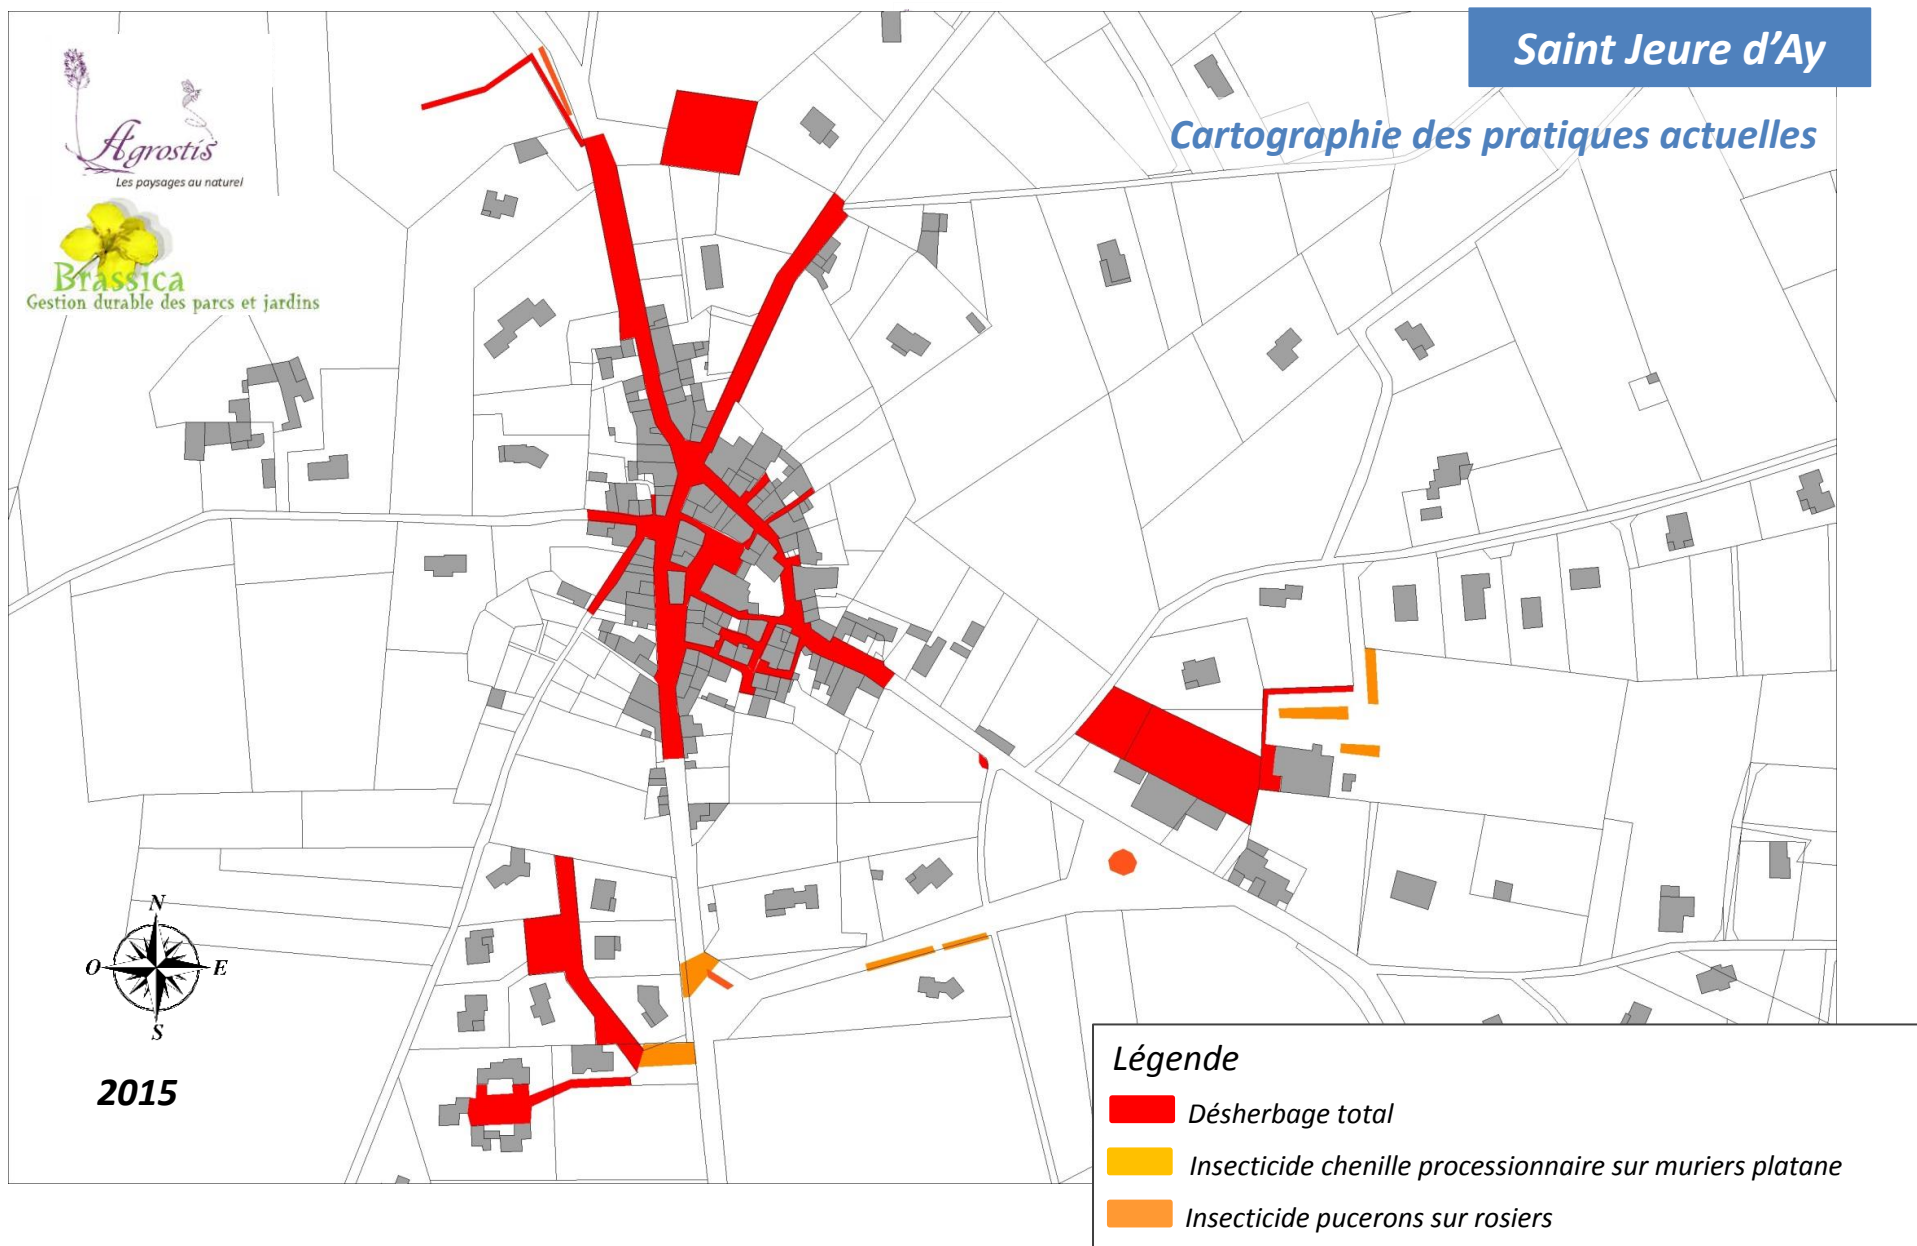 Saint Jeure d'Ay
Cartographie des pratiques actuelles
Agrostis
Les paysages au naturel
Brassica
Gestion durable des parcs et jardins
N
O
E
S
2015
Légende
Désherbage total
Insecticide chenille processionnaire sur muriers platane
Insecticide pucerons sur rosiers